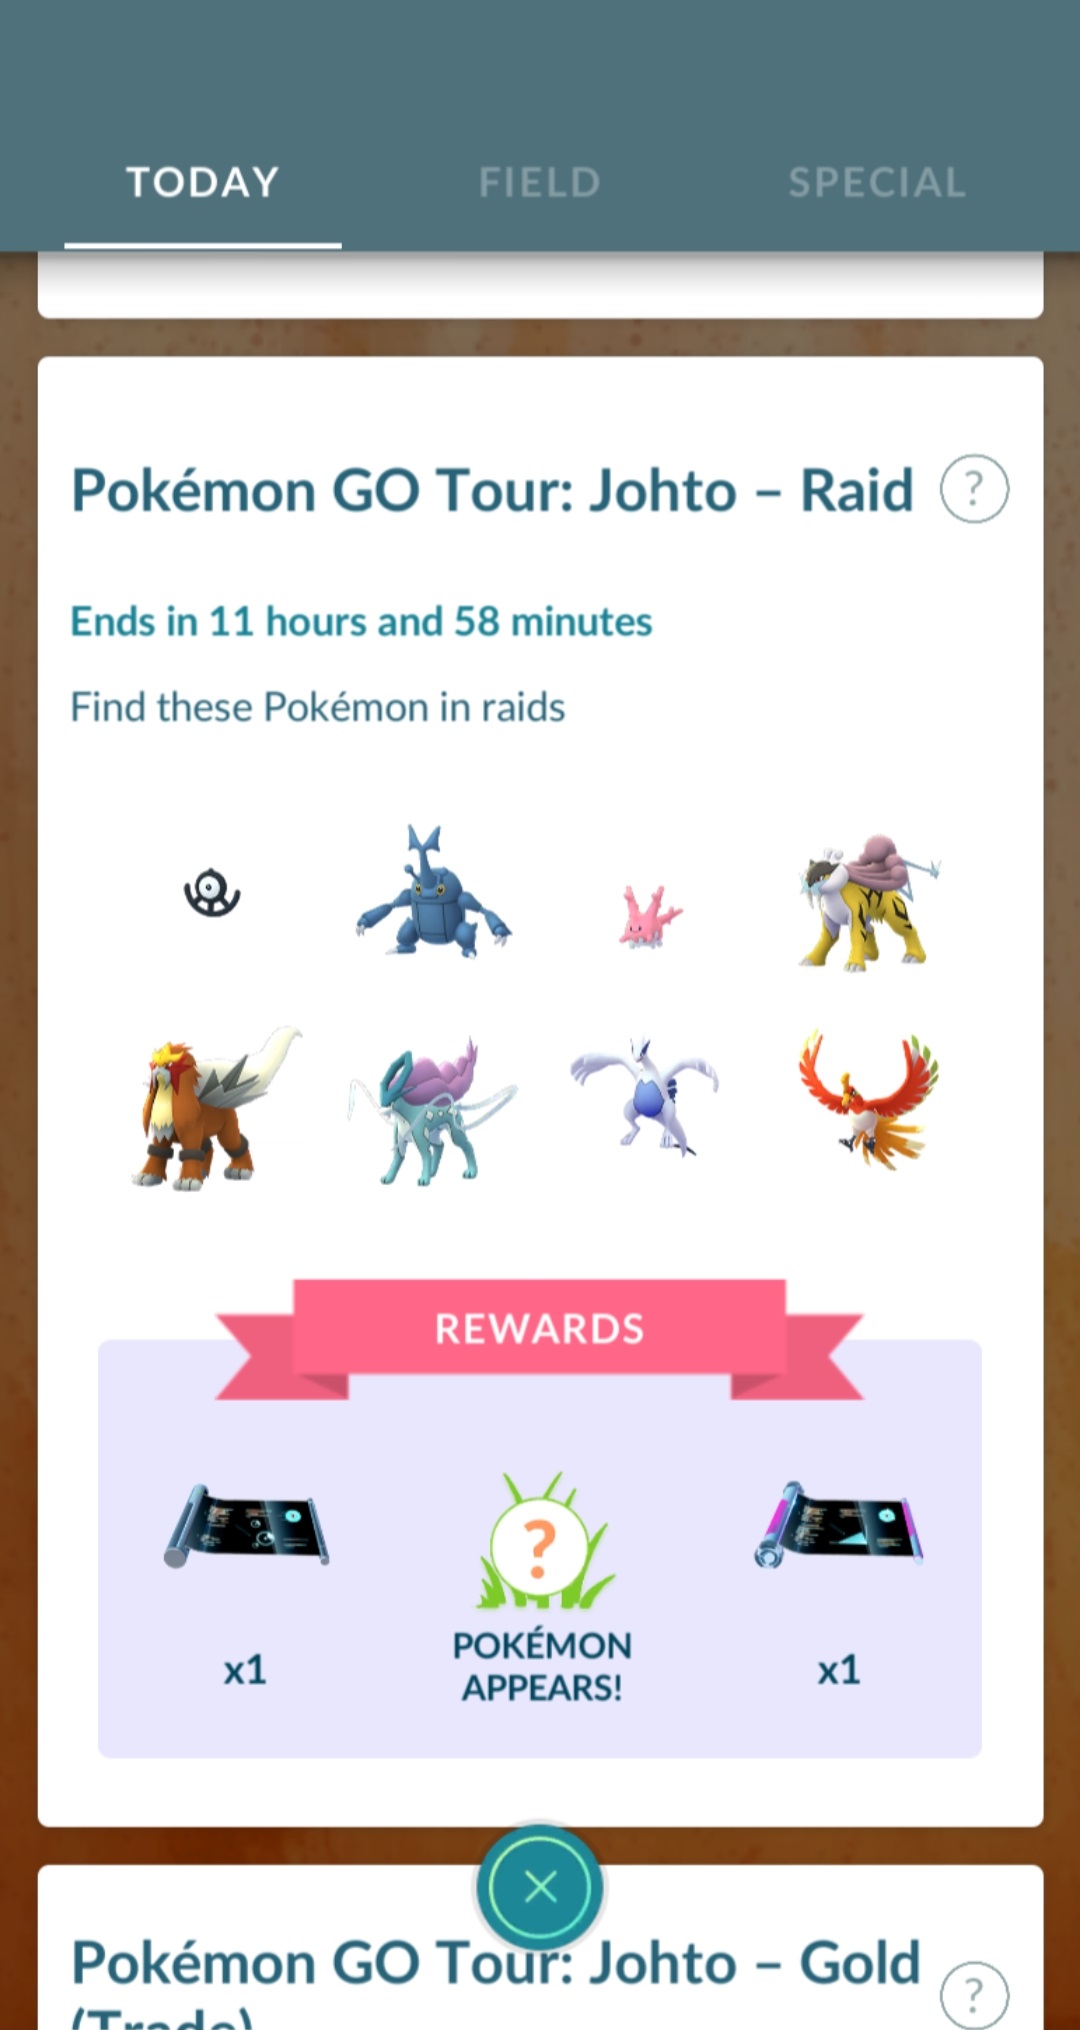 TODAY FIELD SPECIAL
Pokémon GO Tour: Johto – Raid ?
Ends in 11 hours and 58 minutes
Find these Pokémon in raids
REWARDS
?
POKÉMON
APPEARS!
x1 x1
Pokémon GO Tour: Johto – Gold ?
(Trade)